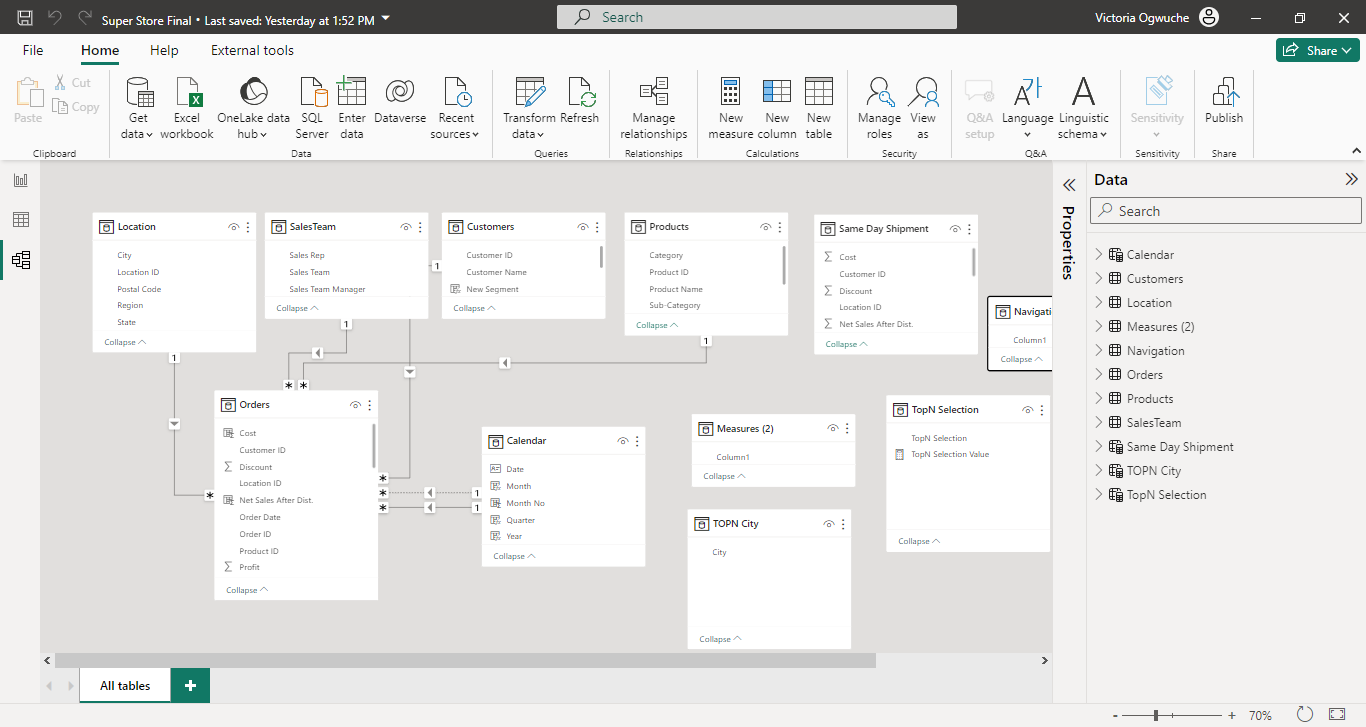 Super Store Final • Last saved: Yesterday at 1:52 PM
Search
Victoria Ogwuche
File
Home
Help
External tools
Share
Paste
Cut
Copy
Clipboard
Get data
Excel workbook
OneLake data hub
SQL Server
Enter data
Dataverse
Recent sources
Data
Transform data
Refresh
Queries
Manage relationships
Relationships
New measure
New column
New table
Calculations
Manage roles
View as
Security
Q&A setup
Language
Linguistic schema
Q&A
Sensitivity
Sensitivity
Publish
Share
Location
City
Location ID
Postal Code
Region
State
Collapse
1
SalesTeam
Sales Rep
Sales Team
Sales Team Manager
Collapse
1
1
Customers
Customer ID
Customer Name
New Segment
Collapse
Products
Category
Product ID
Product Name
Sub-Category
Collapse
1
Same Day Shipment
Σ Cost
Customer ID
Σ Discount
Location ID
Σ Net Sales After Dist.
Collapse
Navigati
Column1
Collapse
* *
Orders
Cost
Customer ID
Σ Discount
Location ID
Net Sales After Dist.
Order Date
Order ID
Product ID
Σ Profit
Collapse
*
*
* 1
* 1
Calendar
Date
Month
Month No
Quarter
Year
Collapse
Measures (2)
Column1
Collapse
TOPN City
City
Collapse
TopN Selection
TopN Selection
TopN Selection Value
Collapse
Properties
Data
Search
Calendar
Customers
Location
Measures (2)
Navigation
Orders
Products
SalesTeam
Same Day Shipment
TOPN City
TopN Selection
All tables
+
- + 70%